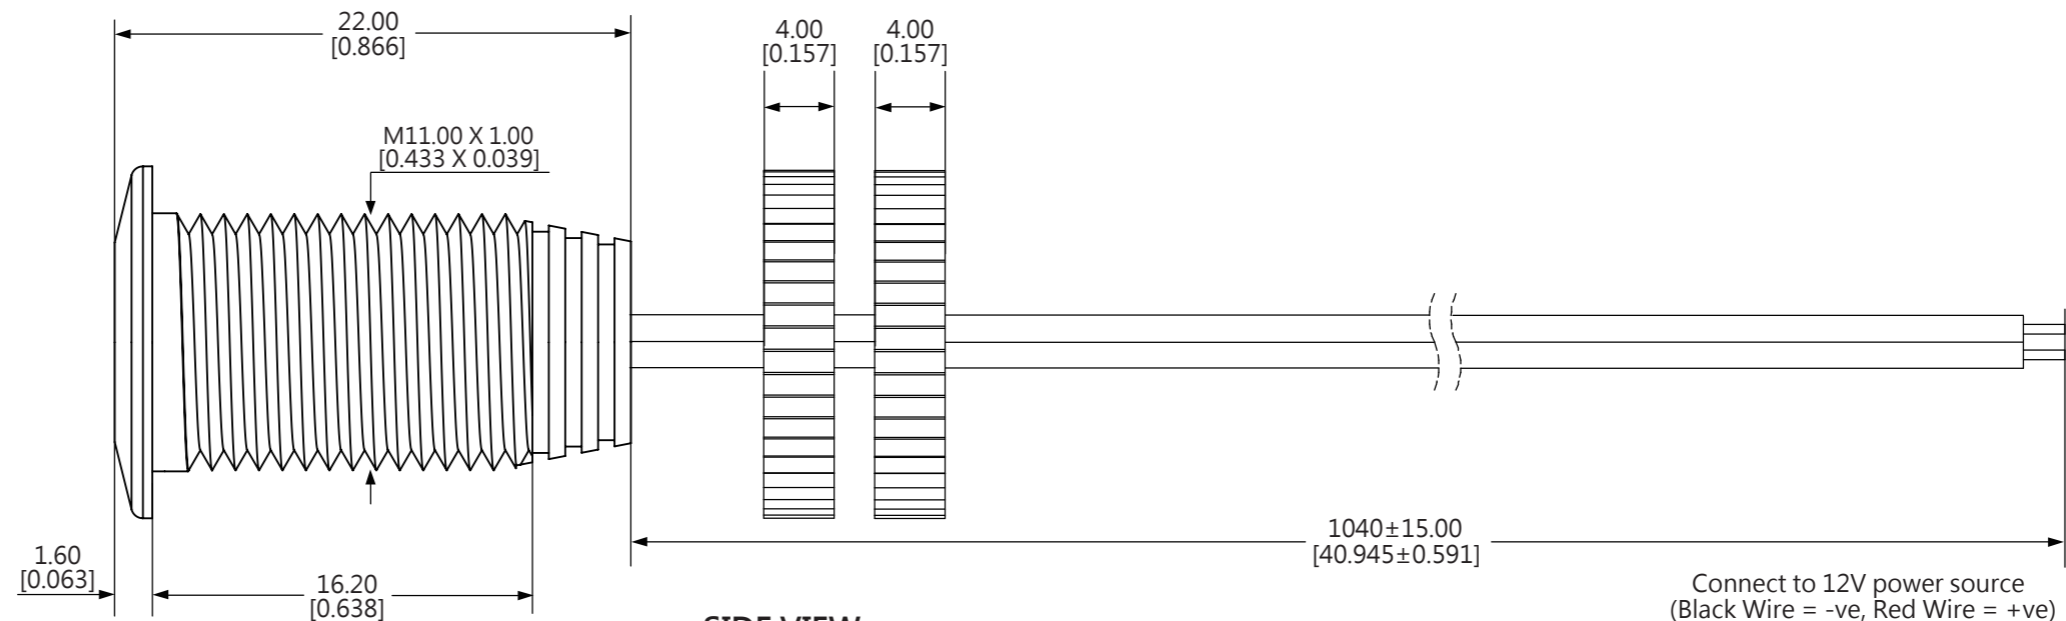 22.00
[0.866]
4.00
[0.157]
4.00
[0.157]
M11.00 X 1.00
[0.433 X 0.039]
1040±15.00
[40.945±0.591]
1.60
[0.063]
16.20
[0.638]
Connect to 12V power source
(Black Wire = -ve, Red Wire = +ve)
SIDE VIEW